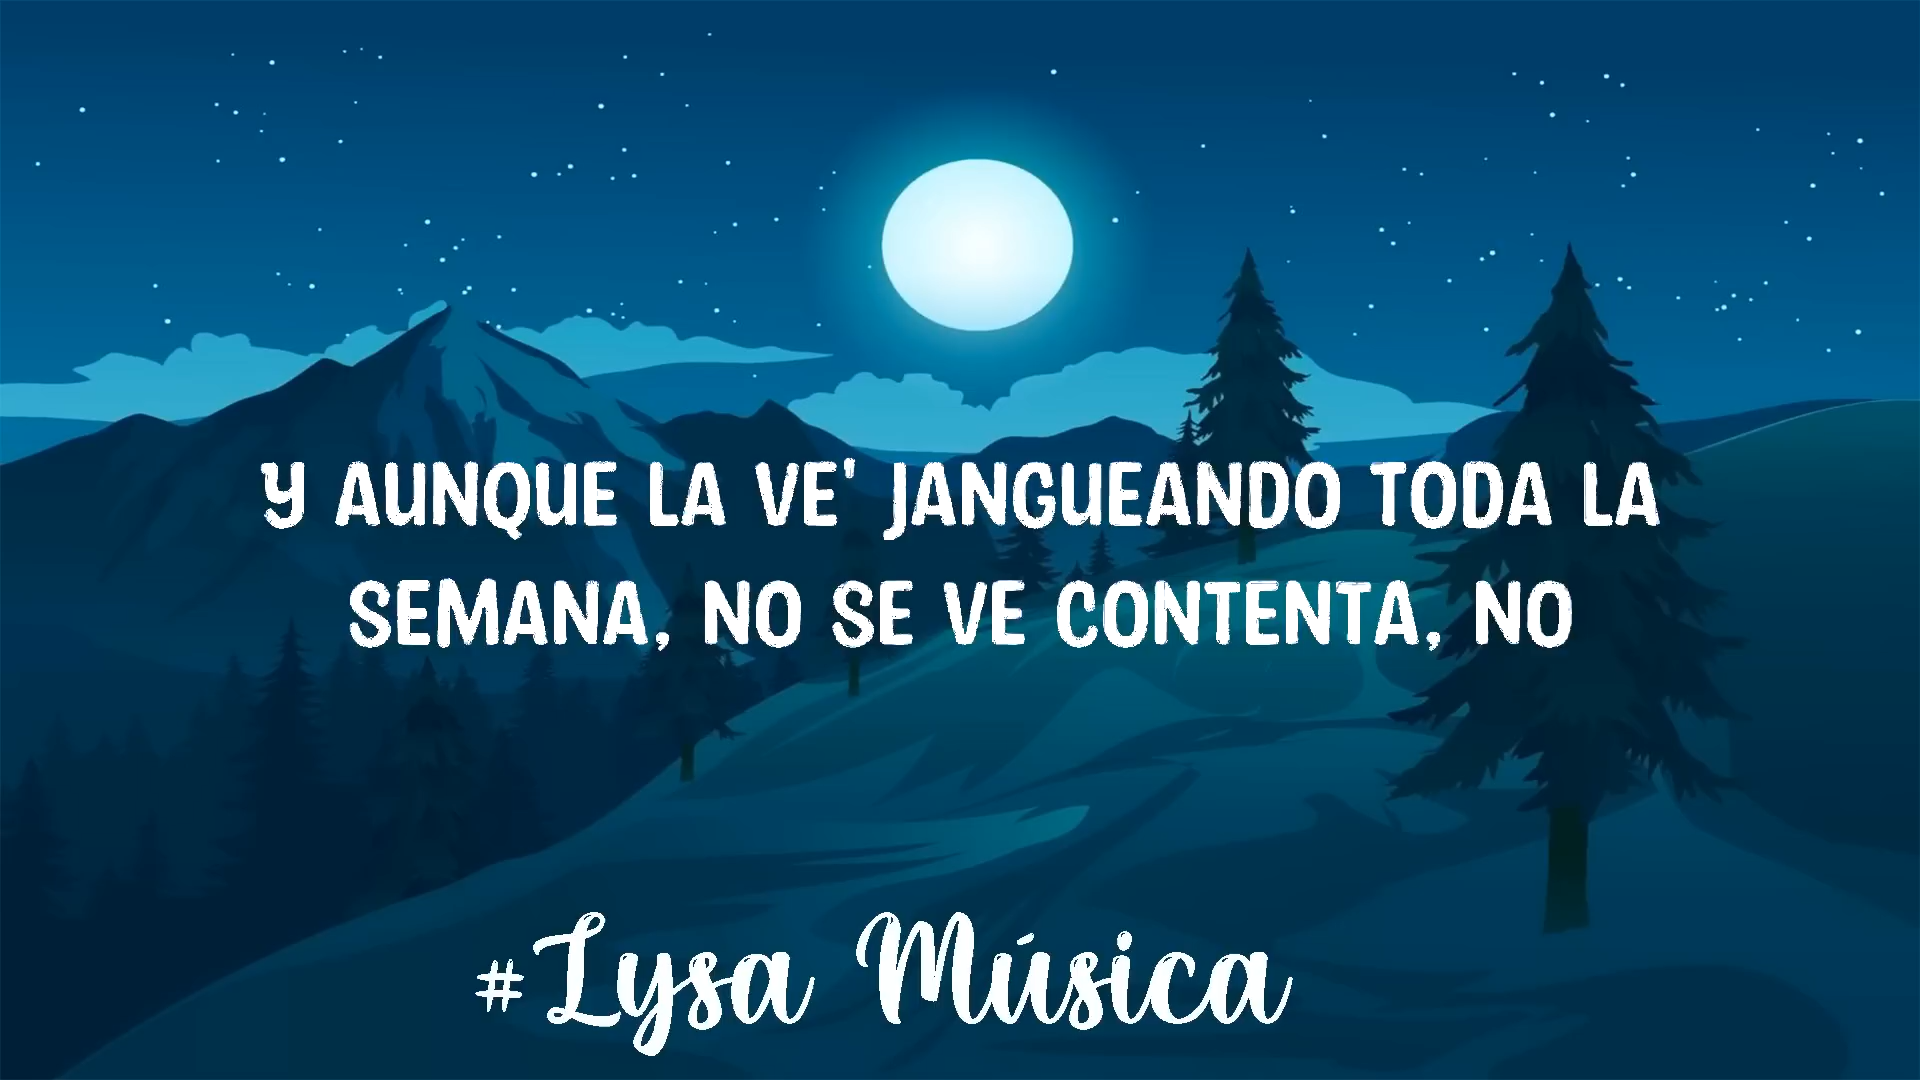 Y AUNQUE LA VE' JANGUEANDO TODA LA
SEMANA, NO SE VE CONTENTA, NO
#Lysa Música